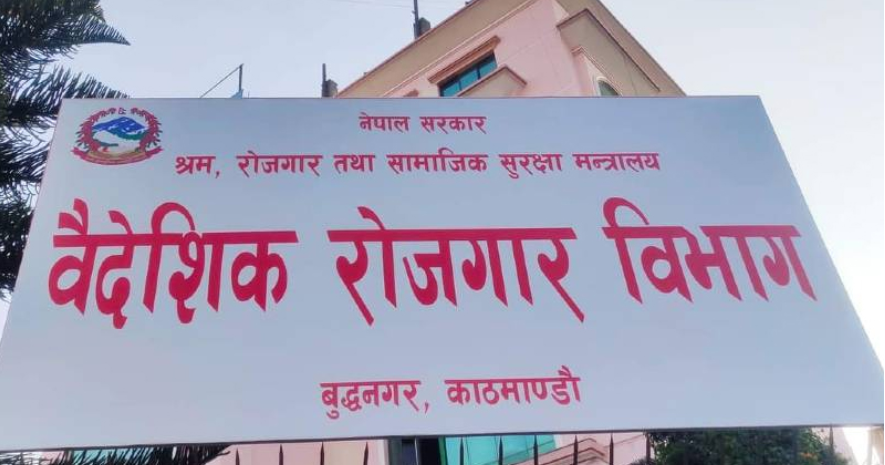 नेपाल सरकार
श्रम, रोजगार तथा सामाजिक सुरक्षा मन्त्रालय
वैदेशिक रोजगार विभाग
बुद्धनगर, काठमाण्डौ